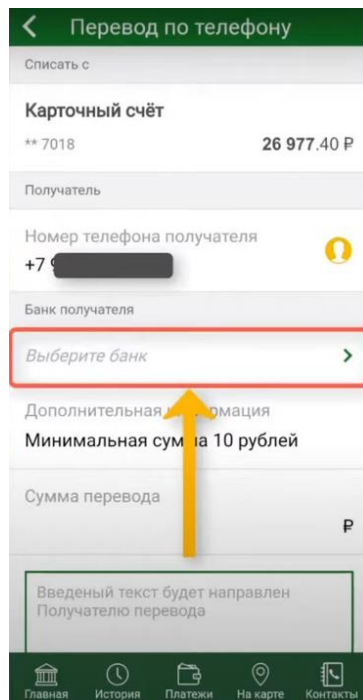 Перевод по телефону
Списать с
Карточный счёт
** 7018 26 977.40 ₽
Получатель
Номер телефона получателя
+7 9
Банк получателя
Выберите банк
Дополнительная рмация
Минимальная сум а 10 рублей
Сумма перевода
₽
Введеный текст будет направлен
Получателю перевода
Главная История Платежи На карте Контакты